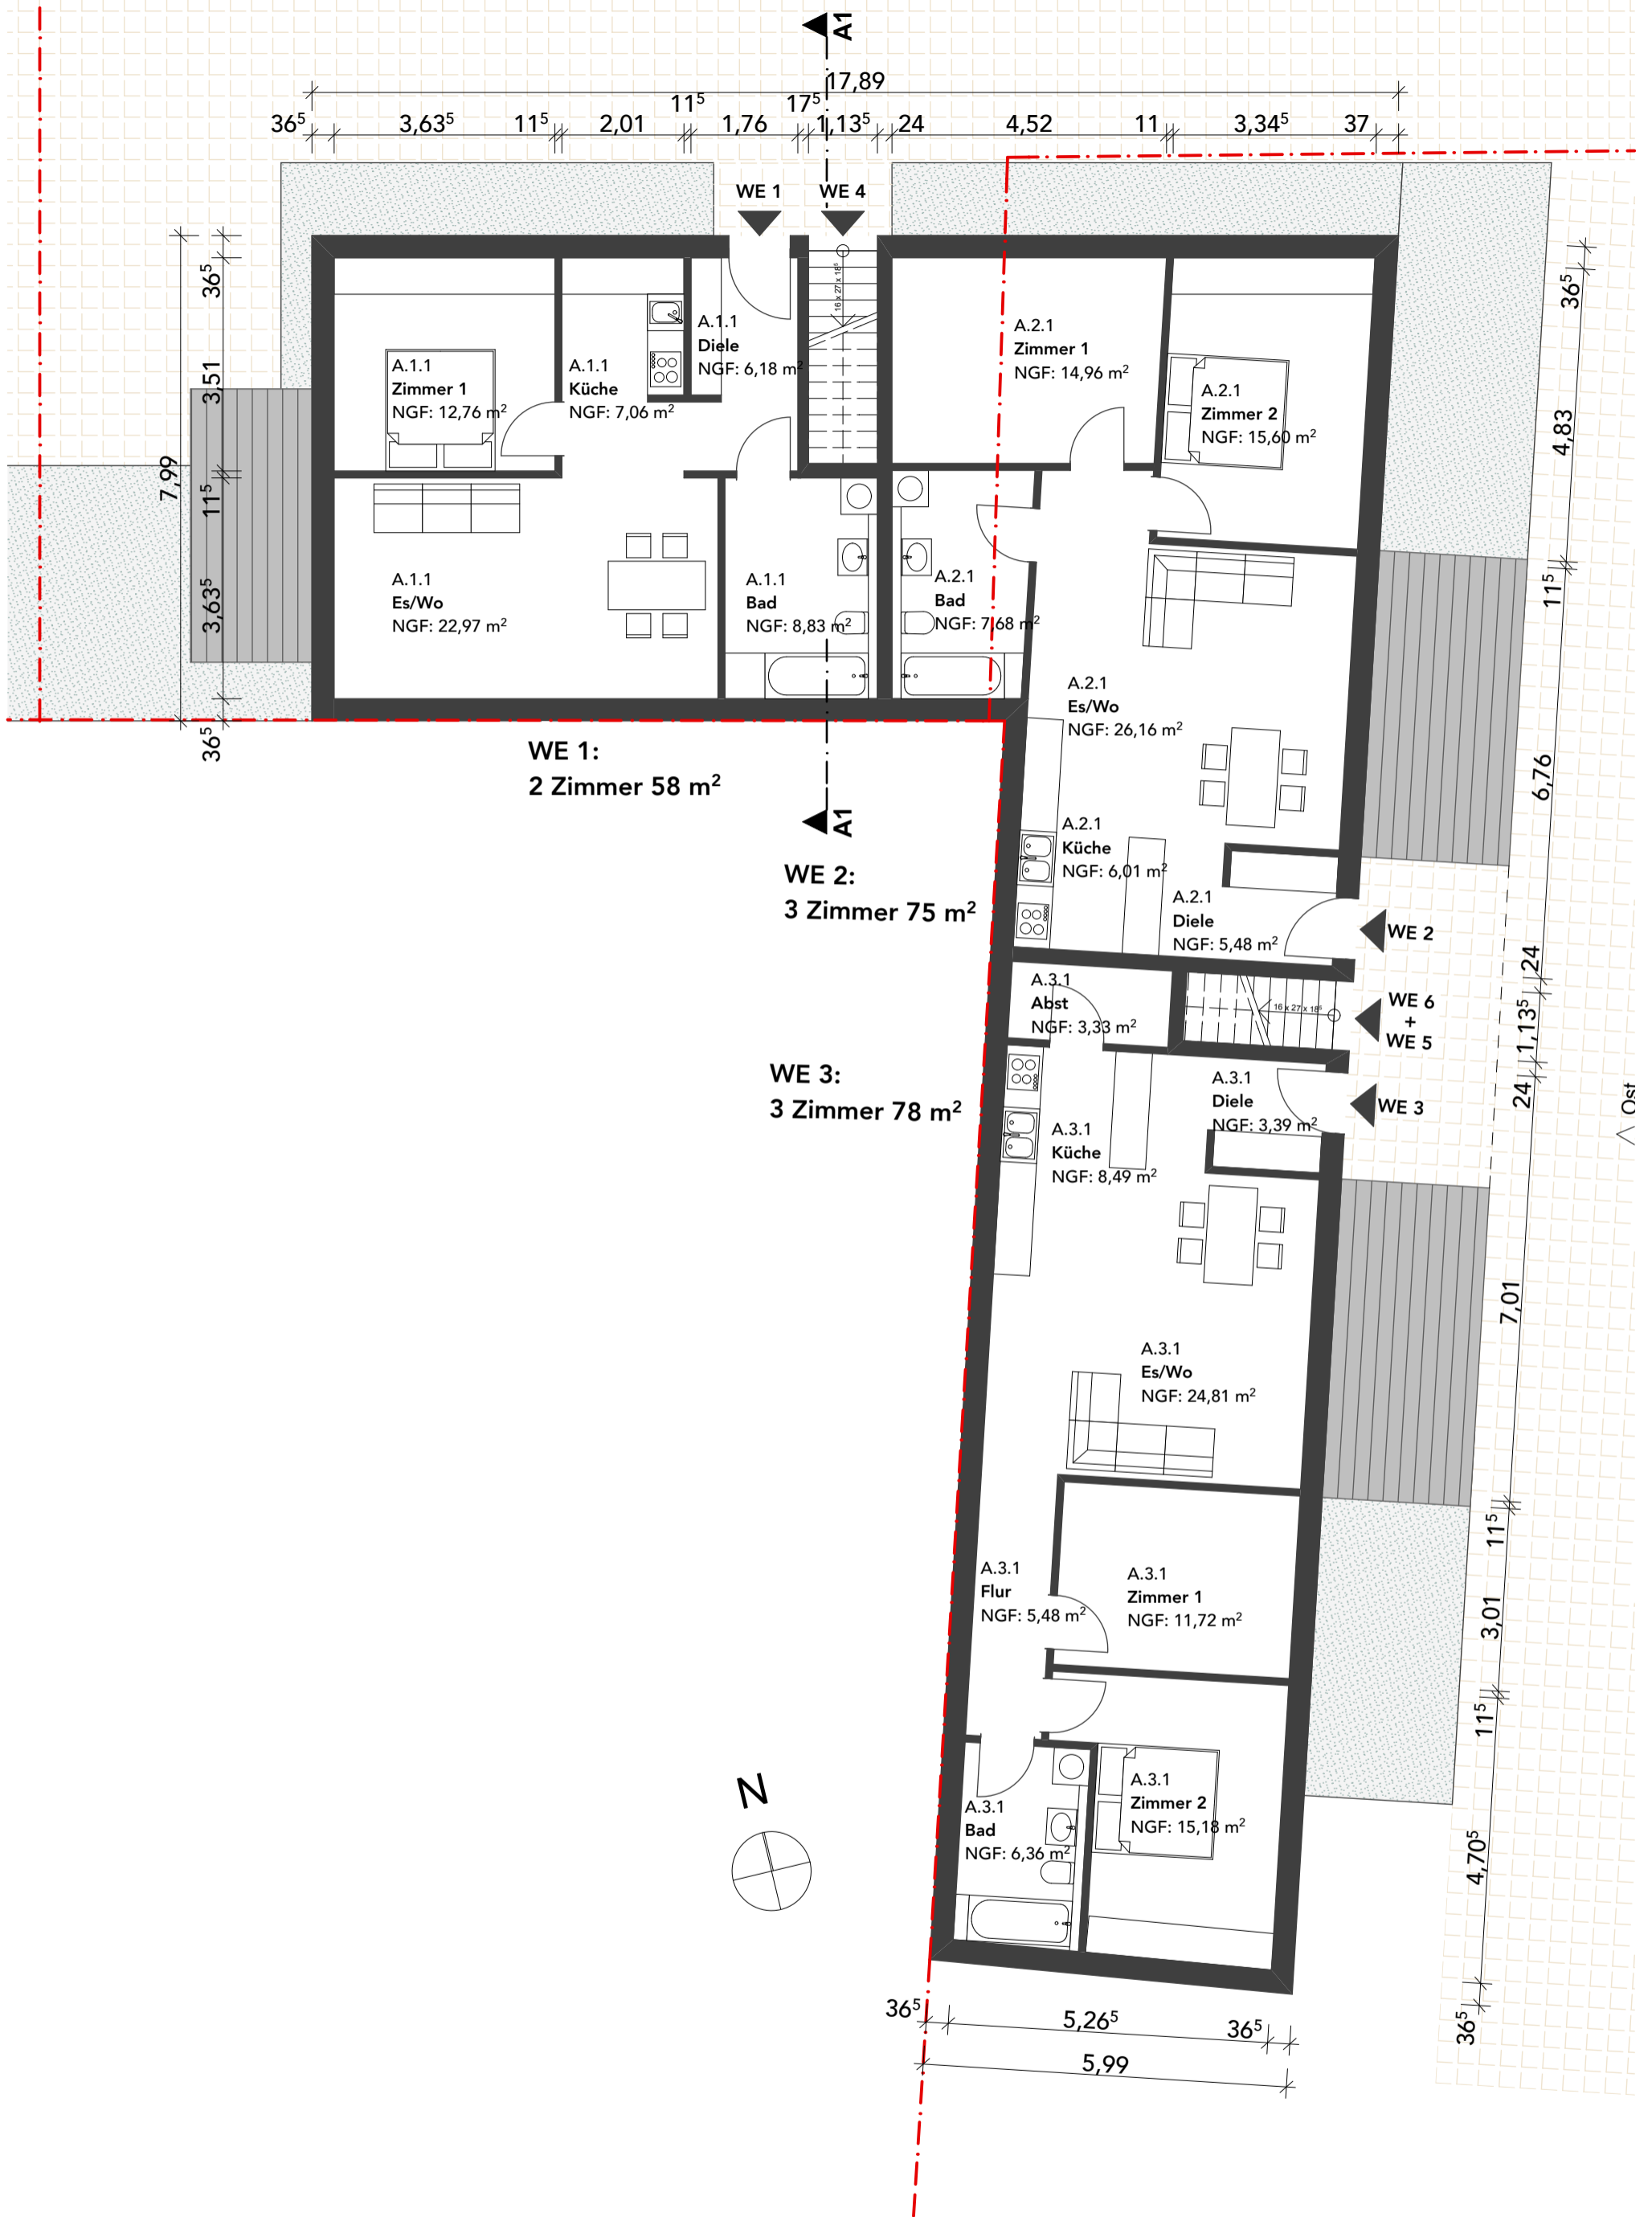 A1
17,89
11⁵
17⁵
36⁵
3,63⁵
11⁵
2,01
1,76
1,13⁵
24
4,52
11
3,34⁵
37
WE 1
WE 4
36⁵
3,51
7,99
11⁵
3,63⁵
36⁵
16 x 27 x 18⁵
A.1.1
Zimmer 1
NGF: 12,76 m²
A.1.1
Küche
NGF: 7,06 m²
A.1.1
Diele
NGF: 6,18 m²
A.2.1
Zimmer 1
NGF: 14,96 m²
A.2.1
Zimmer 2
NGF: 15,60 m²
A.1.1
Es/Wo
NGF: 22,97 m²
A.1.1
Bad
NGF: 8,83 m²
A.2.1
Bad
NGF: 7,68 m²
A.2.1
Es/Wo
NGF: 26,16 m²
WE 1:
2 Zimmer 58 m²
A1
A.2.1
Küche
NGF: 6,01 m²
WE 2:
3 Zimmer 75 m²
A.2.1
Diele
NGF: 5,48 m²
WE 2
A.3.1
Abst
NGF: 3,33 m²
16 x 27 x 18⁵
WE 6
+
WE 5
WE 3:
3 Zimmer 78 m²
A.3.1
Diele
NGF: 3,39 m²
WE 3
Ost
A.3.1
Küche
NGF: 8,49 m²
A.3.1
Es/Wo
NGF: 24,81 m²
A.3.1
Flur
NGF: 5,48 m²
A.3.1
Zimmer 1
NGF: 11,72 m²
A.3.1
Zimmer 2
NGF: 15,18 m²
A.3.1
Bad
NGF: 6,36 m²
N
36⁵
4,83
11⁵
6,76
24
1,13⁵
24
7,01
11⁵
3,01
11⁵
4,70⁵
36⁵
36⁵
5,26⁵
36⁵
5,99